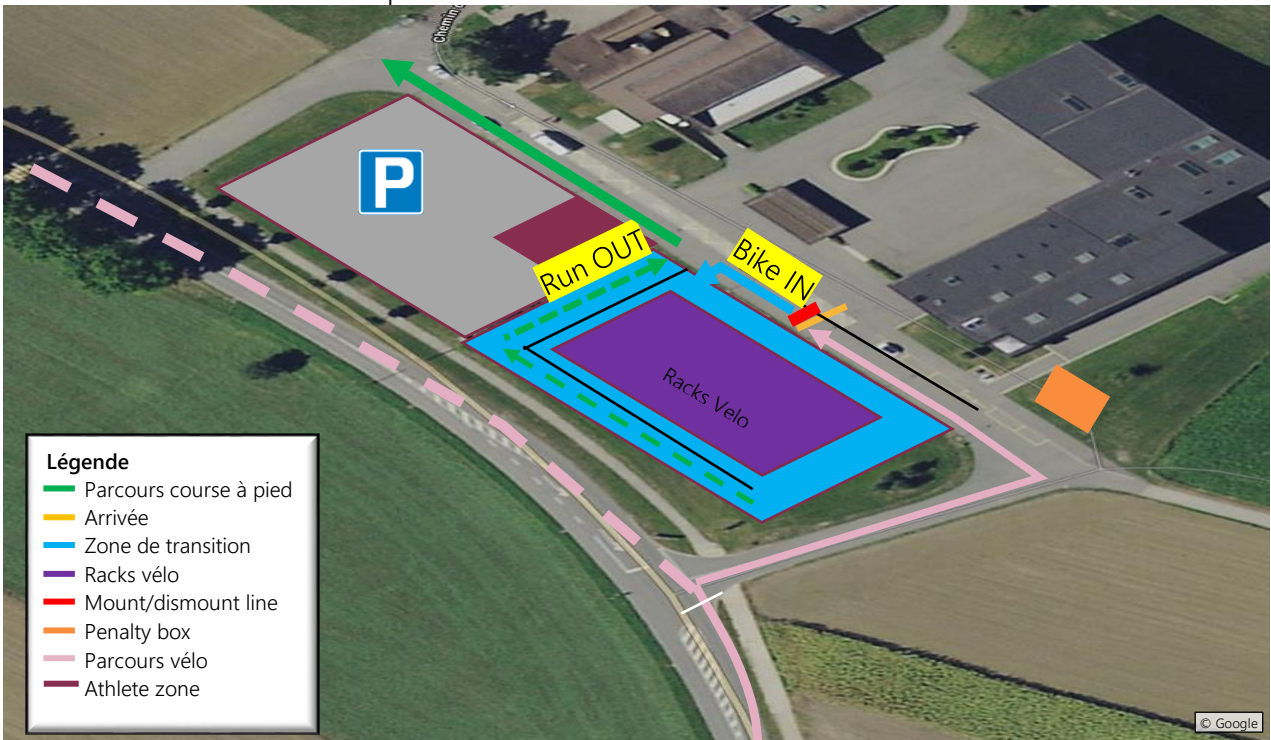 Chemin d
P
Run OUT
Bike IN
Racks Velo
Légende
Parcours course à pied
Arrivée
Zone de transition
Racks vélo
Mount/dismount line
Penalty box
Parcours vélo
Athlete zone
© Google